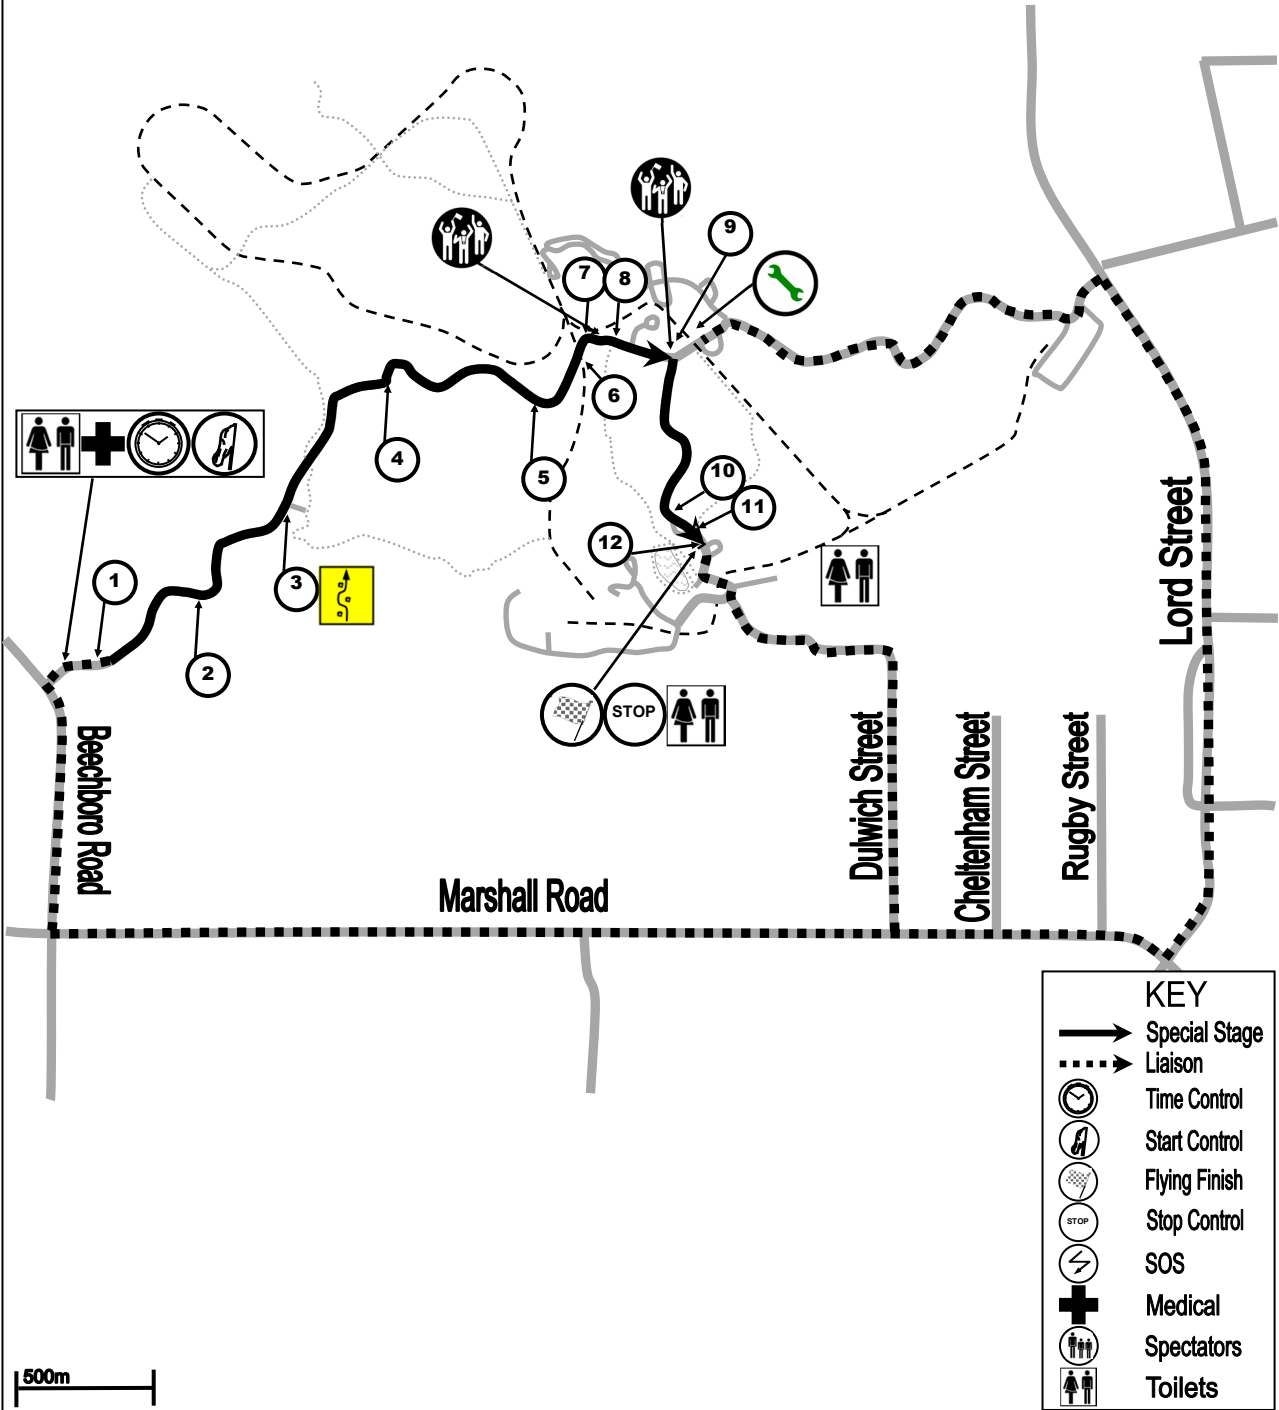 9
7
8
6
4
5
10
11
12
1
3
2
STOP
Lord Street
Beechboro Road
Dulwich Street
Cheltenham Street
Rugby Street
Marshall Road
KEY
Special Stage
Liaison
Time Control
Start Control
Flying Finish
STOP
Stop Control
SOS
Medical
Spectators
Toilets
500m